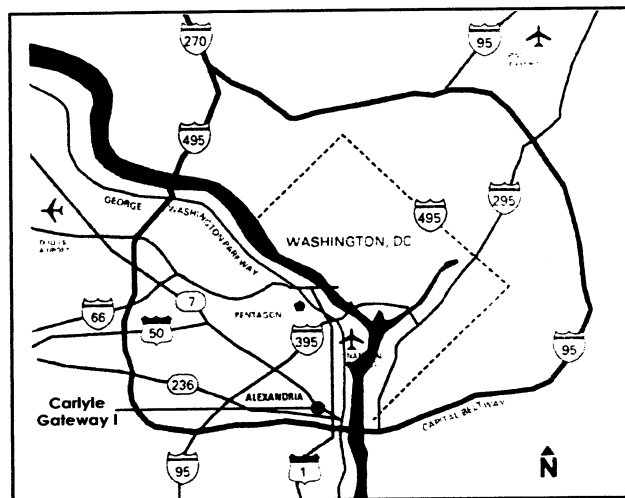 270
95
495
GEORGE WASHINGTON PARKWAY
495
295
WASHINGTON, DC
AIRPORT
7
66
PENTAGON
50
395
95
236
Carlyle
Gateway I
ALEXANDRIA
CAPITAL BELTWAY
95
1
N